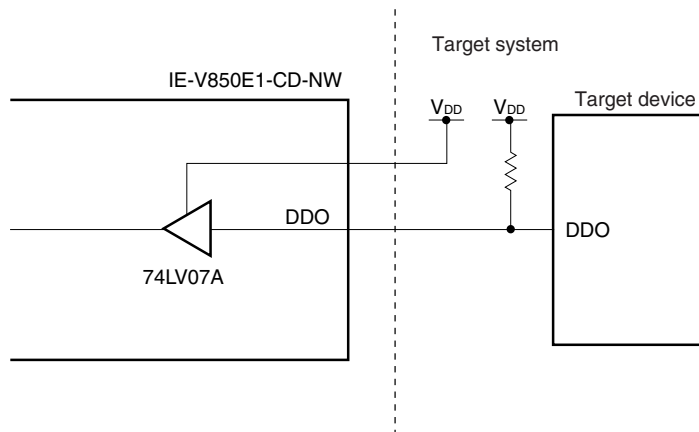 Target system
IE-V850E1-CD-NW
VDD VDD
Target device
DDO DDO
74LV07A